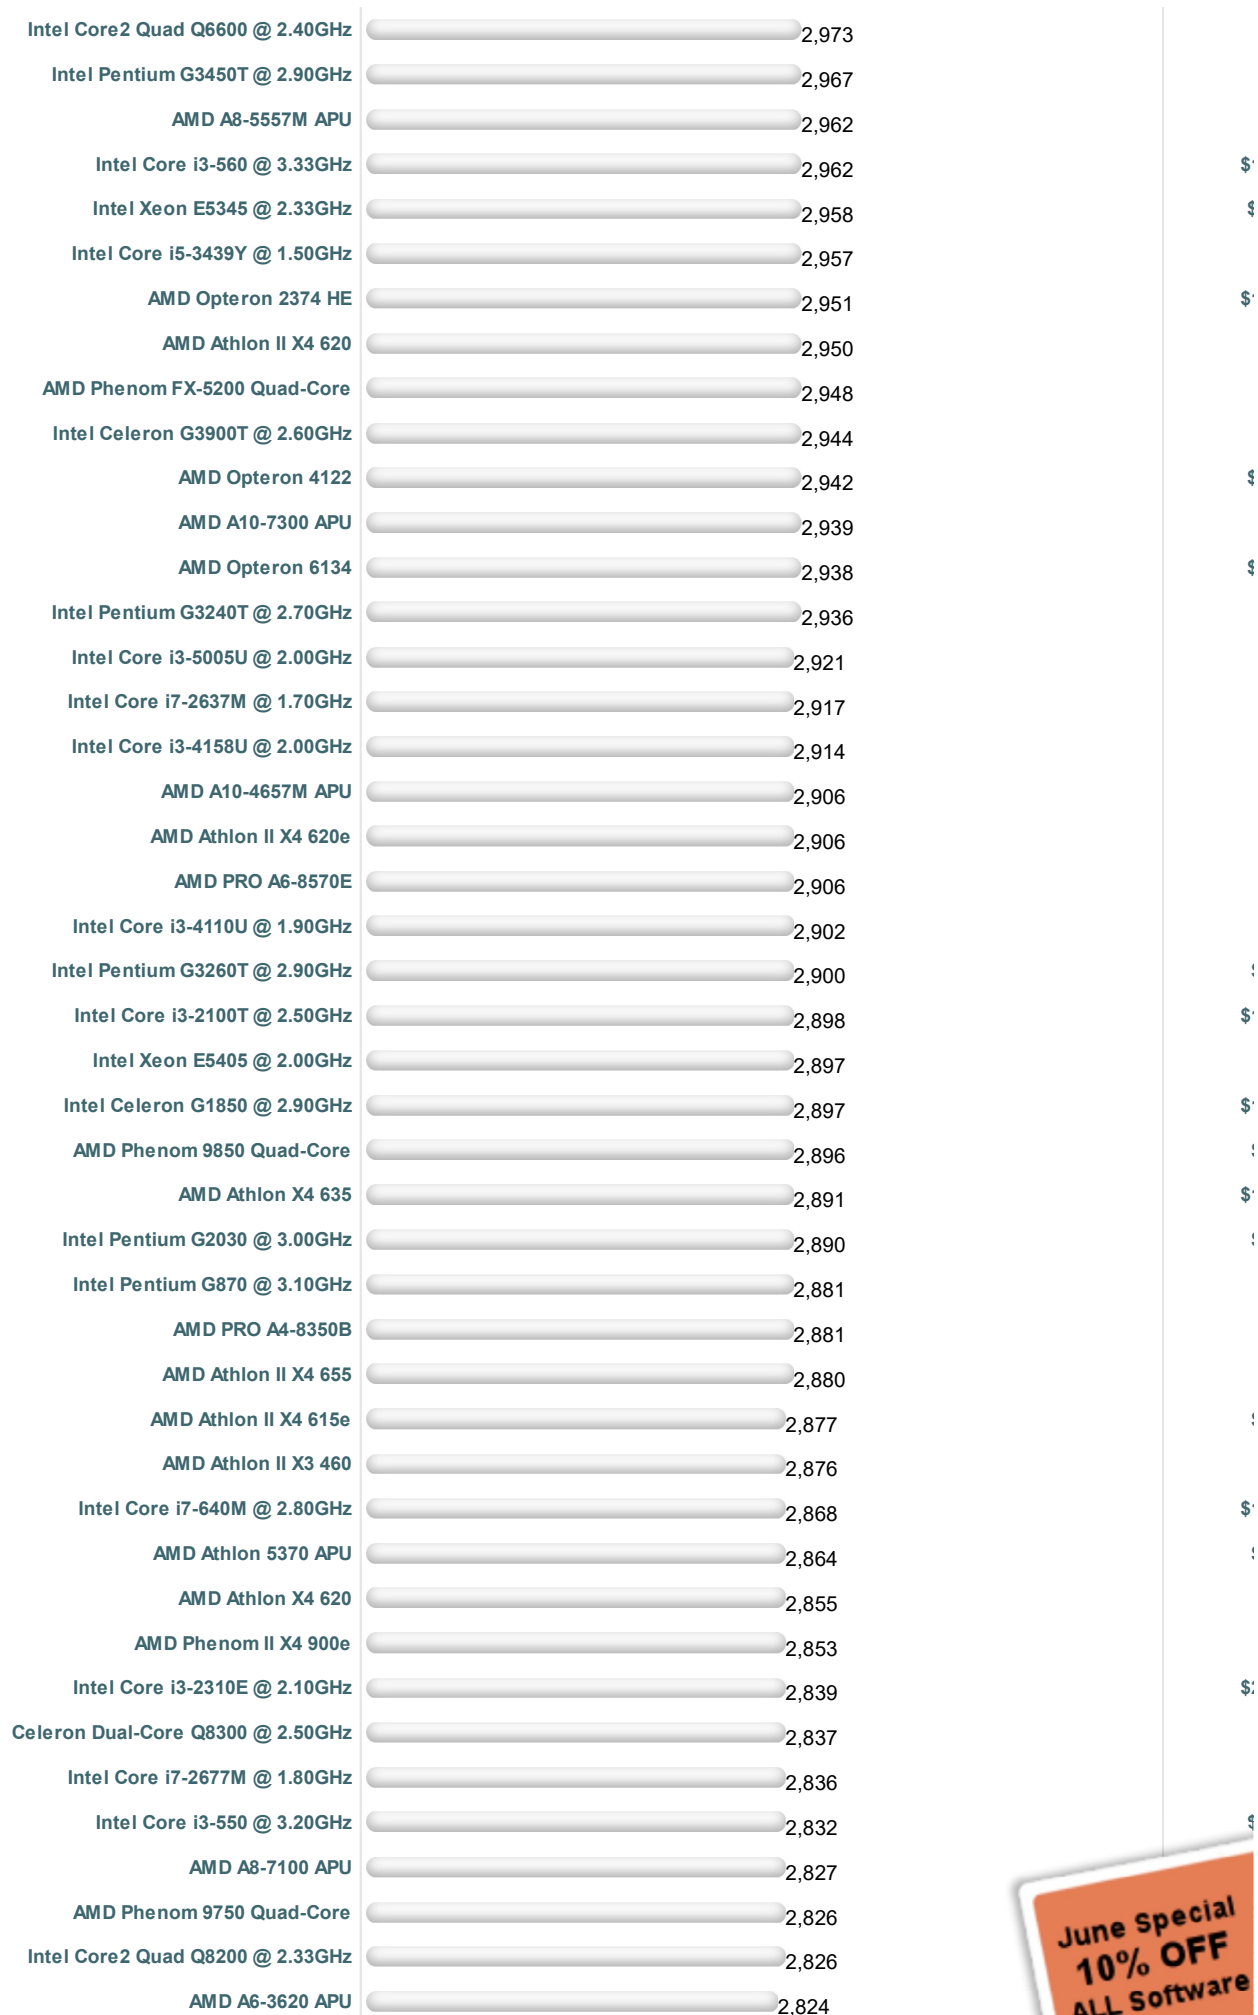 Intel Core2 Quad Q6600 @ 2.40GHz 2,973
Intel Pentium G3450T @ 2.90GHz 2,967
AMD A8-5557M APU 2,962
Intel Core i3-560 @ 3.33GHz 2,962 $1
Intel Xeon E5345 @ 2.33GHz 2,958 $
Intel Core i5-3439Y @ 1.50GHz 2,957
AMD Opteron 2374 HE 2,951 $1
AMD Athlon II X4 620 2,950
AMD Phenom FX-5200 Quad-Core 2,948
Intel Celeron G3900T @ 2.60GHz 2,944
AMD Opteron 4122 2,942 $
AMD A10-7300 APU 2,939
AMD Opteron 6134 2,938 $
Intel Pentium G3240T @ 2.70GHz 2,936
Intel Core i3-5005U @ 2.00GHz 2,921
Intel Core i7-2637M @ 1.70GHz 2,917
Intel Core i3-4158U @ 2.00GHz 2,914
AMD A10-4657M APU 2,906
AMD Athlon II X4 620e 2,906
AMD PRO A6-8570E 2,906
Intel Core i3-4110U @ 1.90GHz 2,902
Intel Pentium G3260T @ 2.90GHz 2,900 $
Intel Core i3-2100T @ 2.50GHz 2,898 $1
Intel Xeon E5405 @ 2.00GHz 2,897
Intel Celeron G1850 @ 2.90GHz 2,897 $1
AMD Phenom 9850 Quad-Core 2,896 $
AMD Athlon X4 635 2,891 $1
Intel Pentium G2030 @ 3.00GHz 2,890 $
Intel Pentium G870 @ 3.10GHz 2,881
AMD PRO A4-8350B 2,881
AMD Athlon II X4 655 2,880
AMD Athlon II X4 615e 2,877 $
AMD Athlon II X3 460 2,876
Intel Core i7-640M @ 2.80GHz 2,868 $1
AMD Athlon 5370 APU 2,864 $
AMD Athlon X4 620 2,855
AMD Phenom II X4 900e 2,853
Intel Core i3-2310E @ 2.10GHz 2,839 $2
Celeron Dual-Core Q8300 @ 2.50GHz 2,837
Intel Core i7-2677M @ 1.80GHz 2,836
Intel Core i3-550 @ 3.20GHz 2,832 $
AMD A8-7100 APU 2,827
AMD Phenom 9750 Quad-Core 2,826
Intel Core2 Quad Q8200 @ 2.33GHz 2,826
AMD A6-3620 APU 2,824
June Special
10% OFF
ALL Software